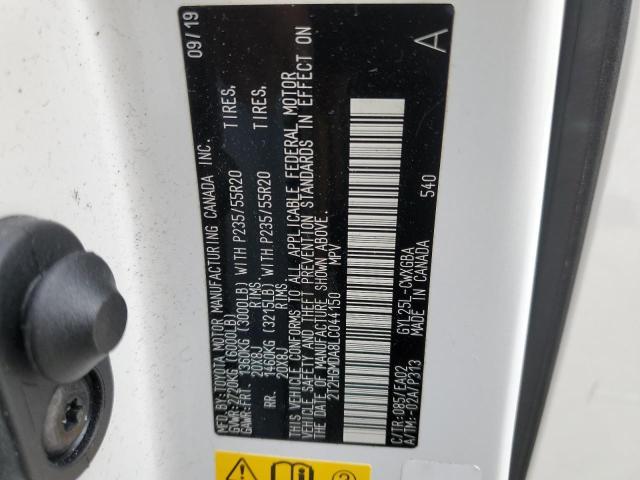 MFD.BY:TOYOTA MOTOR MANUFACTURING CANADA INC. 09/19
GVWR:2720KG(6000LB)
GAWR:FRT. 1360KG(3000LB) WITH P235/55R20 TIRES.
20X8J RIMS.
RR. 1460KG(3215LB) WITH P235/55R20 TIRES.
20X8J RIMS.
THIS VEHICLE CONFORMS TO ALL APPLICABLE FEDERAL MOTOR
VEHICLE SAFETY AND THEFT PREVENTION STANDARDS IN EFFECT ON
THE DATE OF MANUFACTURE SHOWN ABOVE.
2T2HGMDA8LC044150 MPV
C/TR:085/EA02 GYL25L-CWXGBA A
A/TM:-02A/P313 MADE IN CANADA 540